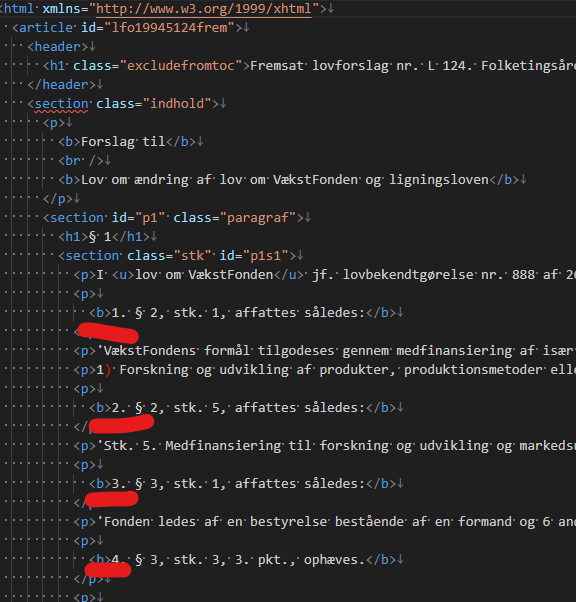 <html xmlns="http://www.w3.org/1999/xhtml">
<article id="lfo19945124frem">
<header>
<h1 class="excludefromtoc">Fremsat lovforslag nr. L 124. Folketingsåre
</header>
<section class="indhold">
<p>
<b>Forslag til</b>
<br />
<b>Lov om ændring af lov om VækstFonden og ligningsloven</b>
</p>
<section id="p1" class="paragraf">
<h1>§ 1</h1>
<section class="stk" id="p1s1">
<p>I <u>lov om VækstFonden</u> jf. lovbekendtgørelse nr. 888 af 26
<p>
<b>1. § 2, stk. 1, affattes således:</b>
<
<p>'VækstFondens formål tilgodeses gennem medfinansiering af især
<p>1) Forskning og udvikling af produkter, produktionsmetoder elle
<p>
<b>2. § 2, stk. 5, affattes således:</b>
</
<p>'Stk. 5. Medfinansiering til forskning og udvikling og markedsu
<p>
<b>3. § 3, stk. 1, affattes således:</b>
</
<p>'Fonden ledes af en bestyrelse bestående af en formand og 6 and
<p>
<b>4. § 3, stk. 3, 3. pkt., ophæves.</b>
</p>
<p>